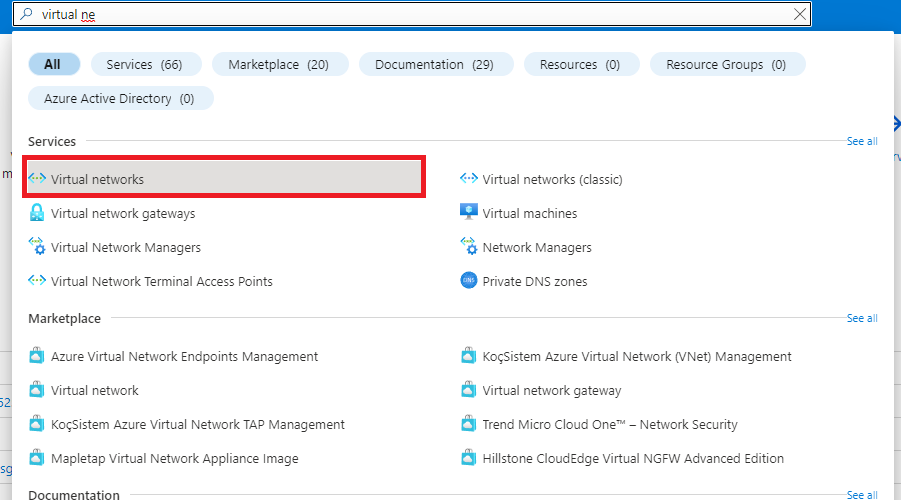 virtual ne
All Services (66) Marketplace (20) Documentation (29) Resources (0) Resource Groups (0)
Azure Active Directory (0)
Services See all
Virtual networks Virtual networks (classic)
Virtual network gateways Virtual machines
Virtual Network Managers Network Managers
Virtual Network Terminal Access Points DNS Private DNS zones
Marketplace See all
Azure Virtual Network Endpoints Management KoçSistem Azure Virtual Network (VNet) Management
Virtual network Virtual network gateway
KoçSistem Azure Virtual Network TAP Management Trend Micro Cloud One™ – Network Security
Mapletap Virtual Network Appliance Image Hillstone CloudEdge Virtual NGFW Advanced Edition
Documentation See all